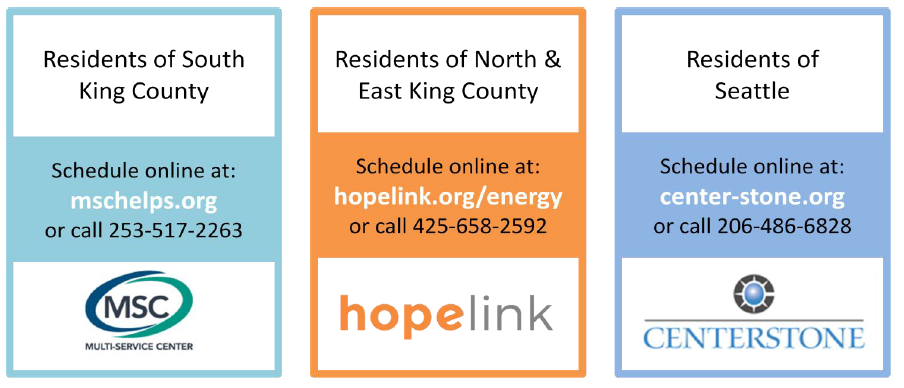 Residents of South
King County
Schedule online at:
mschelps.org
or call 253-517-2263
MSC
MULTI-SERVICE CENTER
Residents of North &
East King County
Schedule online at:
hopelink.org/energy
or call 425-658-2592
hopelink
Residents of
Seattle
Schedule online at:
center-stone.org
or call 206-486-6828
CENTERSTONE